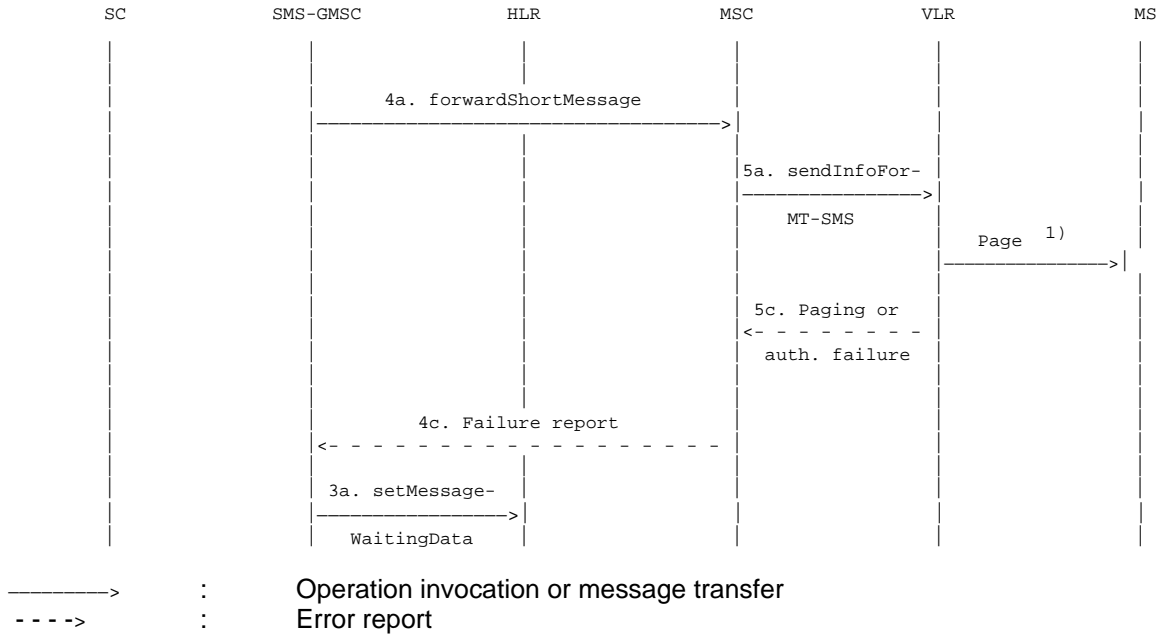 SC SMS-GMSC HLR MSC VLR MS
4a. forwardShortMessage
5a. sendInfoFor-
MT-SMS
Page 1)
5c. Paging or
auth. failure
4c. Failure report
3a. setMessage-
WaitingData
: Operation invocation or message transfer
: Error report